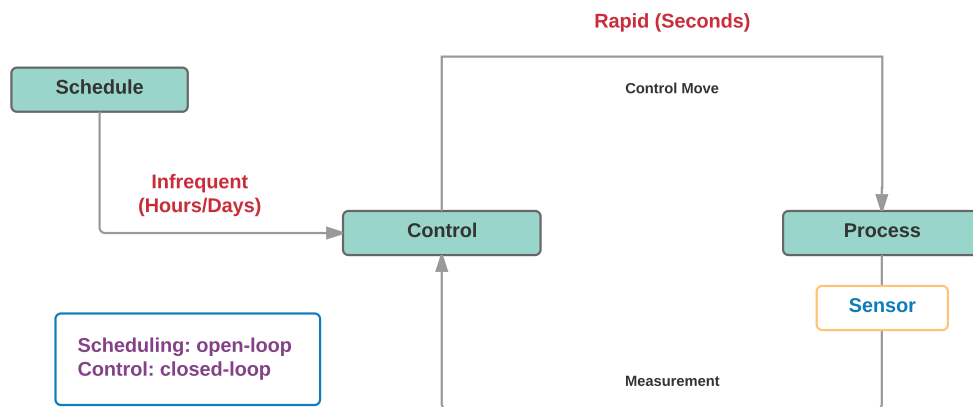 Rapid (Seconds)
Schedule
Control Move
Infrequent
(Hours/Days)
Control
Process
Sensor
Scheduling: open-loop
Control: closed-loop
Measurement